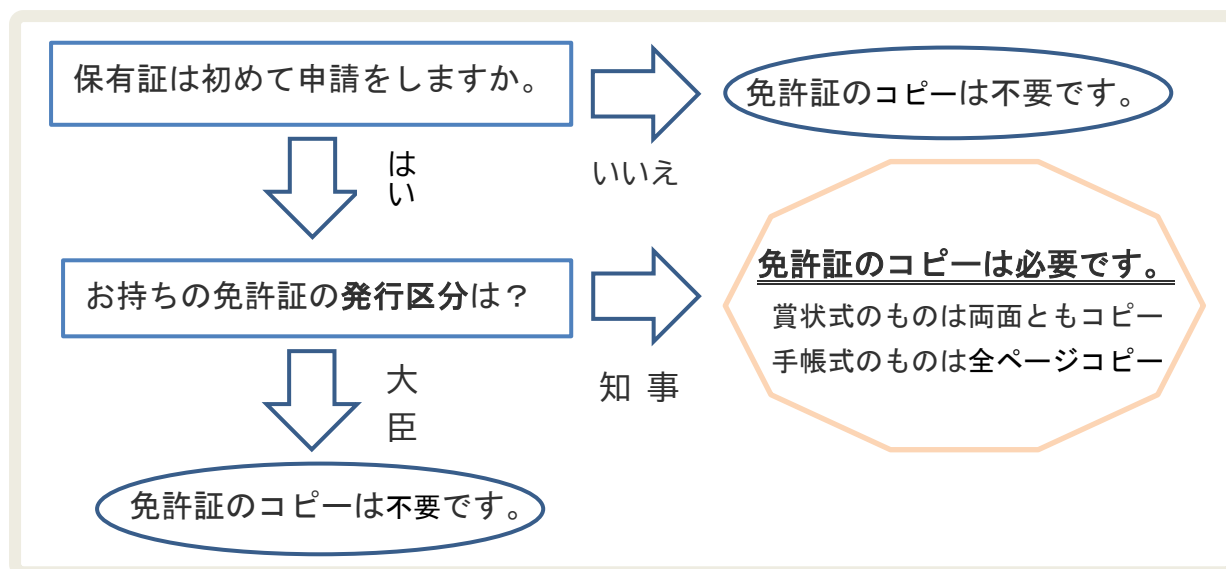 保有証は初めて申請をしますか。
免許証のコピーは不要です。
はい
いいえ
お持ちの免許証の発行区分は？
免許証のコピーは必要です。
賞状式のものは両面ともコピー
手帳式のものは全ページコピー
大臣
知 事
免許証のコピーは不要です。